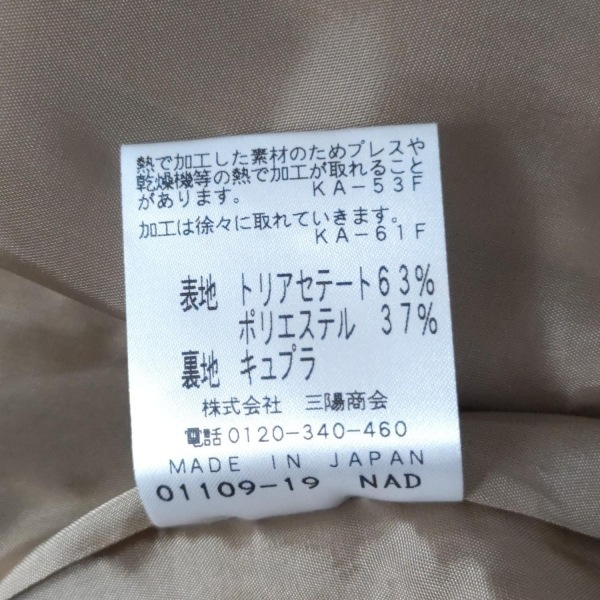 熱で加工した素材のためプレスや
乾燥機等の熱で加工が取れること
があります。 KA-53F
加工は徐々に取れていきます。
KA-61F
表地 トリアセテート63%
ポリエステル 37%
裏地 キュプラ
株式会社 三陽商会
電話0120-340-460
MADE IN JAPAN
01109-19 NAD